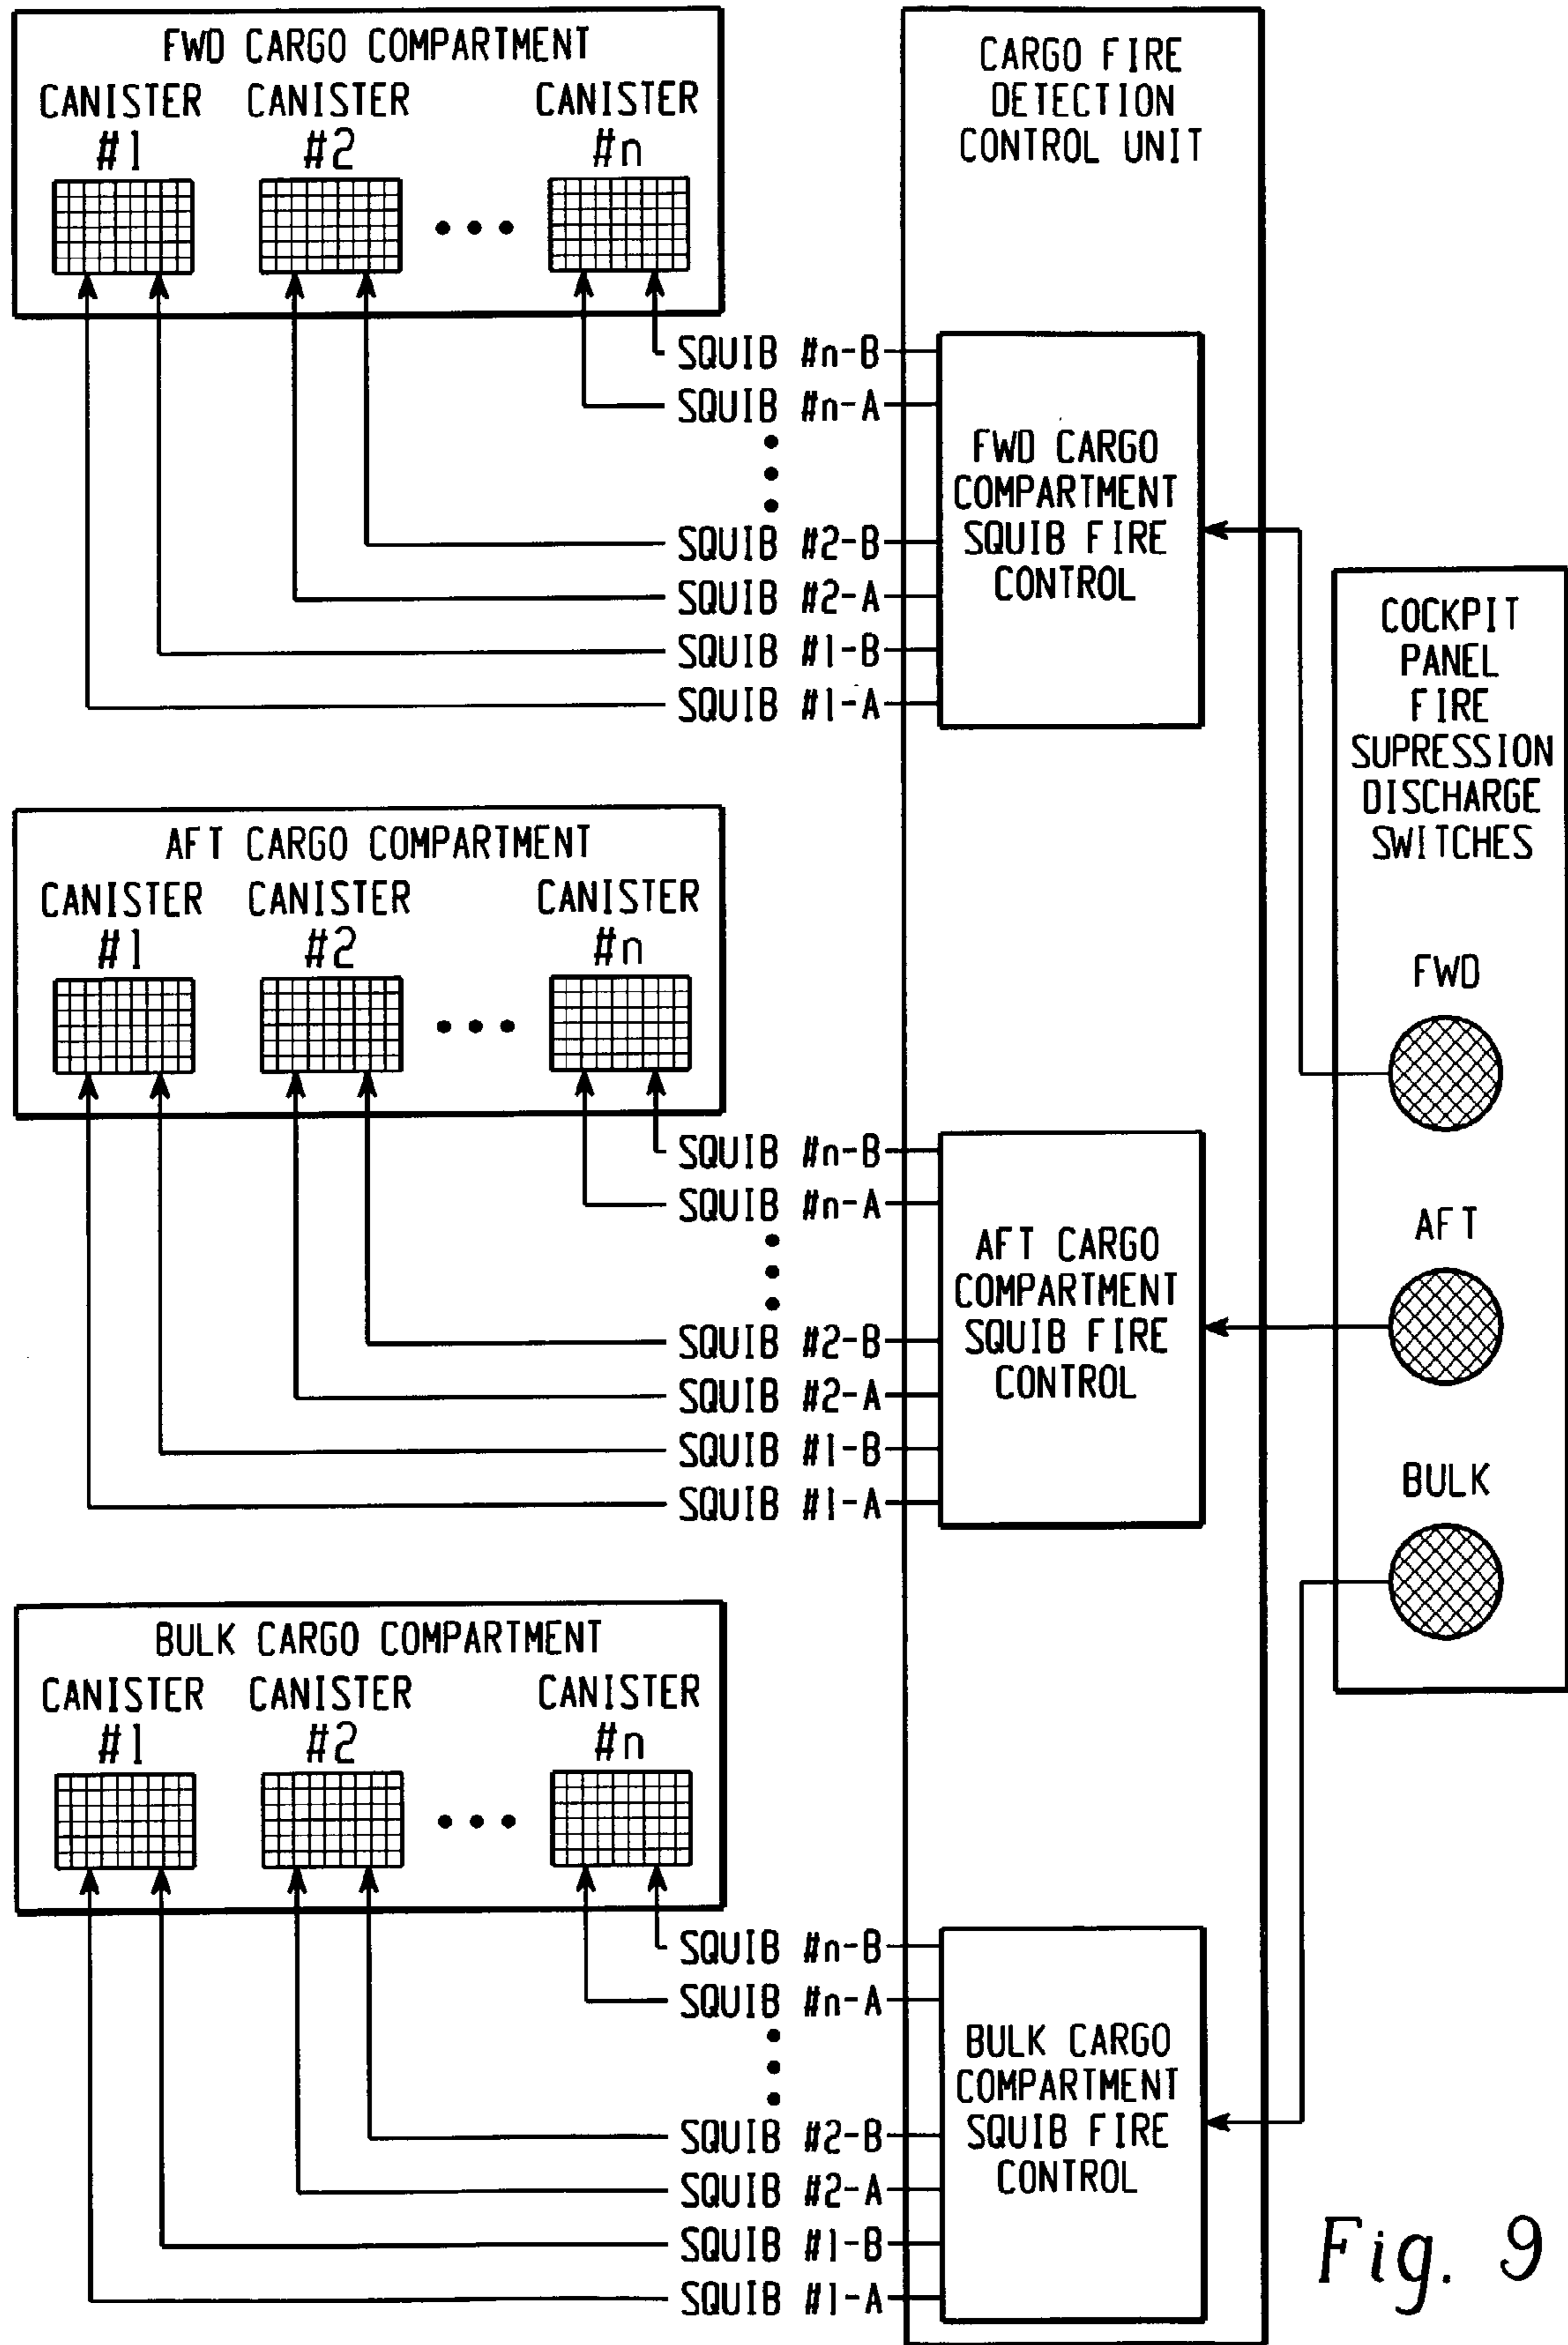 FWD CARGO COMPARTMENT
CANISTER
#1
CANISTER
#2
CANISTER
#n
SQUIB #n-B
SQUIB #n-A
SQUIB #2-B
SQUIB #2-A
SQUIB #1-B
SQUIB #1-A
AFT CARGO COMPARTMENT
CANISTER
#1
CANISTER
#2
CANISTER
#n
SQUIB #n-B
SQUIB #n-A
SQUIB #2-B
SQUIB #2-A
SQUIB #1-B
SQUIB #1-A
BULK CARGO COMPARTMENT
CANISTER
#1
CANISTER
#2
CANISTER
#n
SQUIB #n-B
SQUIB #n-A
SQUIB #2-B
SQUIB #2-A
SQUIB #1-B
SQUIB #1-A
CARGO FIRE
DETECTION
CONTROL UNIT
FWD CARGO
COMPARTMENT
SQUIB FIRE
CONTROL
AFT CARGO
COMPARTMENT
SQUIB FIRE
CONTROL
BULK CARGO
COMPARTMENT
SQUIB FIRE
CONTROL
COCKPIT
PANEL
FIRE
SUPRESSION
DISCHARGE
SWITCHES
FWD
AFT
BULK
Fig. 9